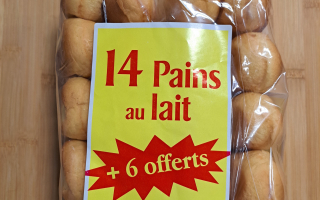 14 Pains
au lait
+ 6 offerts